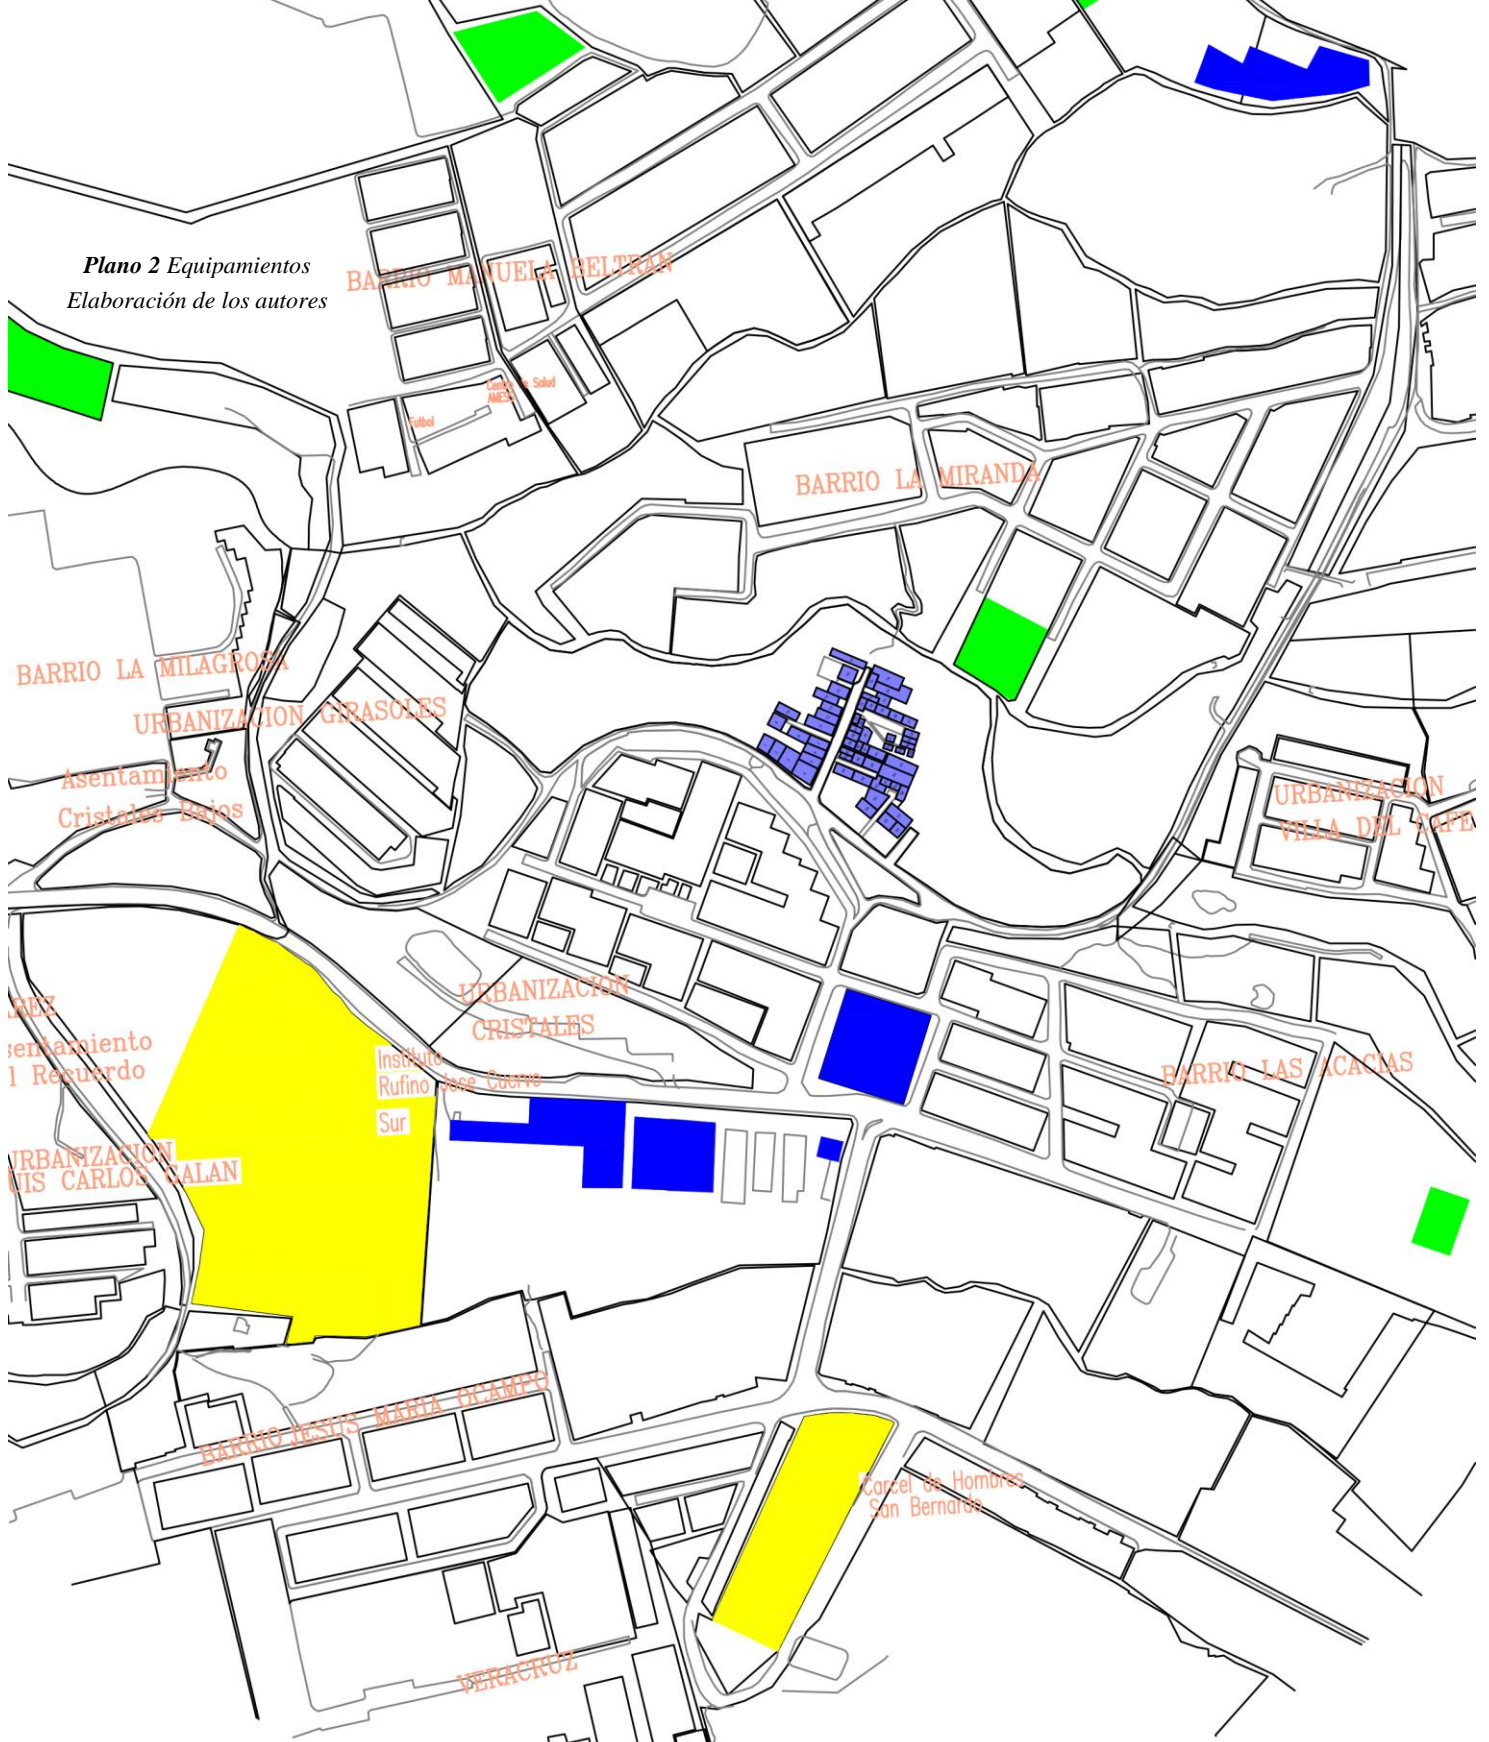 Plano 2 Equipamientos
Elaboración de los autores
BARRIO MANUELA BELTRAN
Centro de Salud
Futbol
BARRIO LA MIRANDA
BARRIO LA MILAGROSA
URBANIZACION GIRASOLES
Asentamiento
Cristales Bajos
URBANIZACION
VILLA DEL CAFE
URBANIZACION
CRISTALES
AREZ
sentamiento
l Recuerdo
Instituto
Rufino Jose Cuervo
Sur
BARRIO LAS ACACIAS
URBANIZACION
UIS CARLOS GALAN
BARRIO JESUS MARIA OCAMPO
Carcel de Hombres
San Bernardo
VERACRUZ